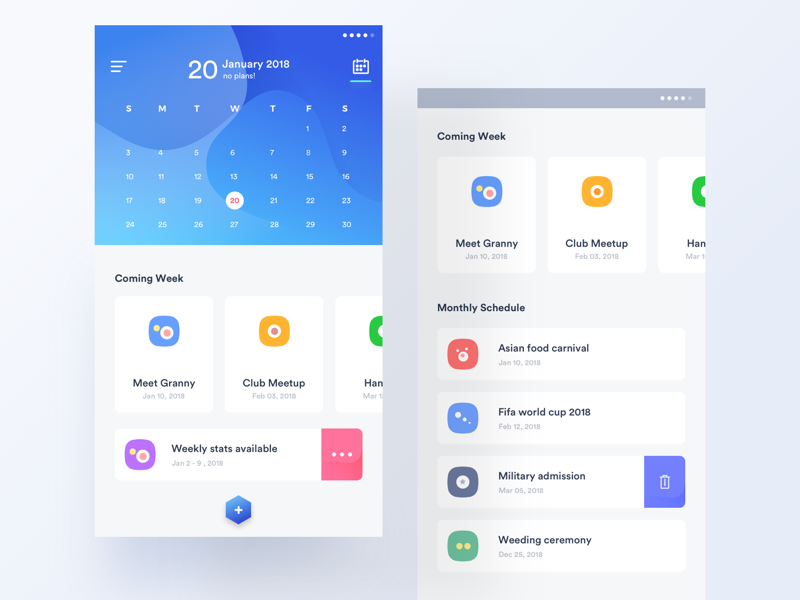 20
January 2018
no plans!
S M T W T F S
1 2
3 4 5 6 7 8 9
10 11 12 13 14 15 16
17 18 19 20 21 22 23
24 25 26 27 28 29 30
Coming Week
Meet Granny
Jan 10, 2018
Club Meetup
Feb 03, 2018
Han
Mar 1
Weekly stats available
Jan 2 - 9 , 2018
+
Coming Week
Meet Granny
Jan 10, 2018
Club Meetup
Feb 03, 2018
Han
Mar 1
Monthly Schedule
Asian food carnival
Jan 10, 2018
Fifa world cup 2018
Feb 12, 2018
Military admission
Mar 05, 2018
Weeding ceremony
Dec 25, 2018